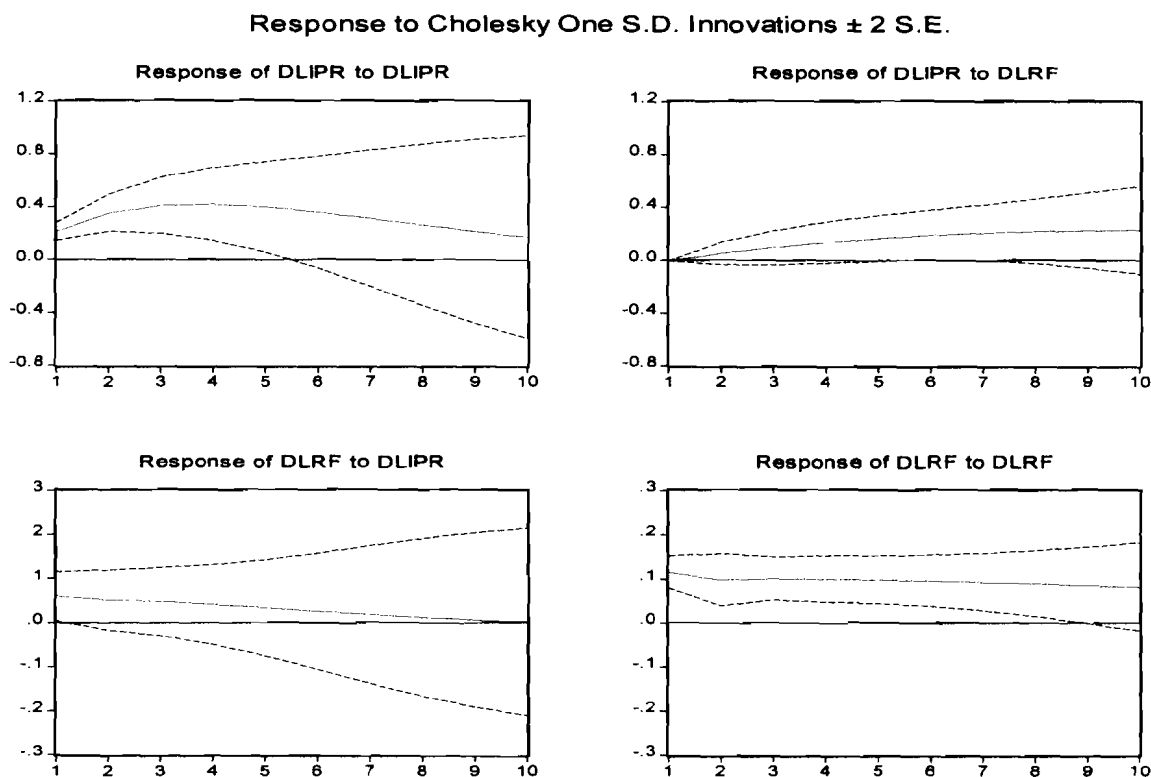 Response to Cholesky One S.D. Innovations ± 2 S.E.
Response of DLIPR to DLIPR
1.2
0.8
0.4
0.0
-0.4
-0.8
1 2 3 4 5 6 7 8 9 10
Response of DLIPR to DLRF
1.2
0.8
0.4
0.0
-0.4
-0.8
1 2 3 4 5 6 7 8 9 10
Response of DLRF to DLIPR
3
2
1
.0
-.1
-.2
-.3
1 2 3 4 5 6 7 8 9 10
Response of DLRF to DLRF
.3
.2
.1
.0
-.1
-.2
-.3
1 2 3 4 5 6 7 8 9 10